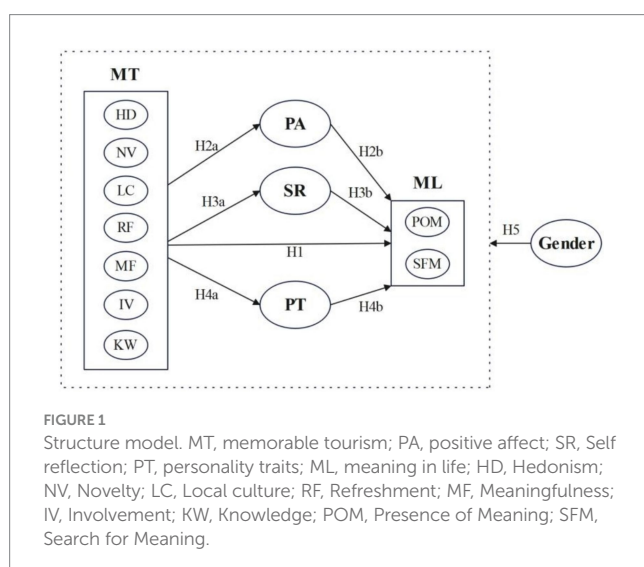 MT
HD
NV
LC
RF
MF
IV
KW
H2a
PA
H2b
H3a
SR
H3b
H1
H4a
PT
H4b
ML
POM
SFM
H5
Gender
FIGURE 1
Structure model. MT, memorable tourism; PA, positive affect; SR, Self
reflection; PT, personality traits; ML, meaning in life; HD, Hedonism;
NV, Novelty; LC, Local culture; RF, Refreshment; MF, Meaningfulness;
IV, Involvement; KW, Knowledge; POM, Presence of Meaning; SFM,
Search for Meaning.